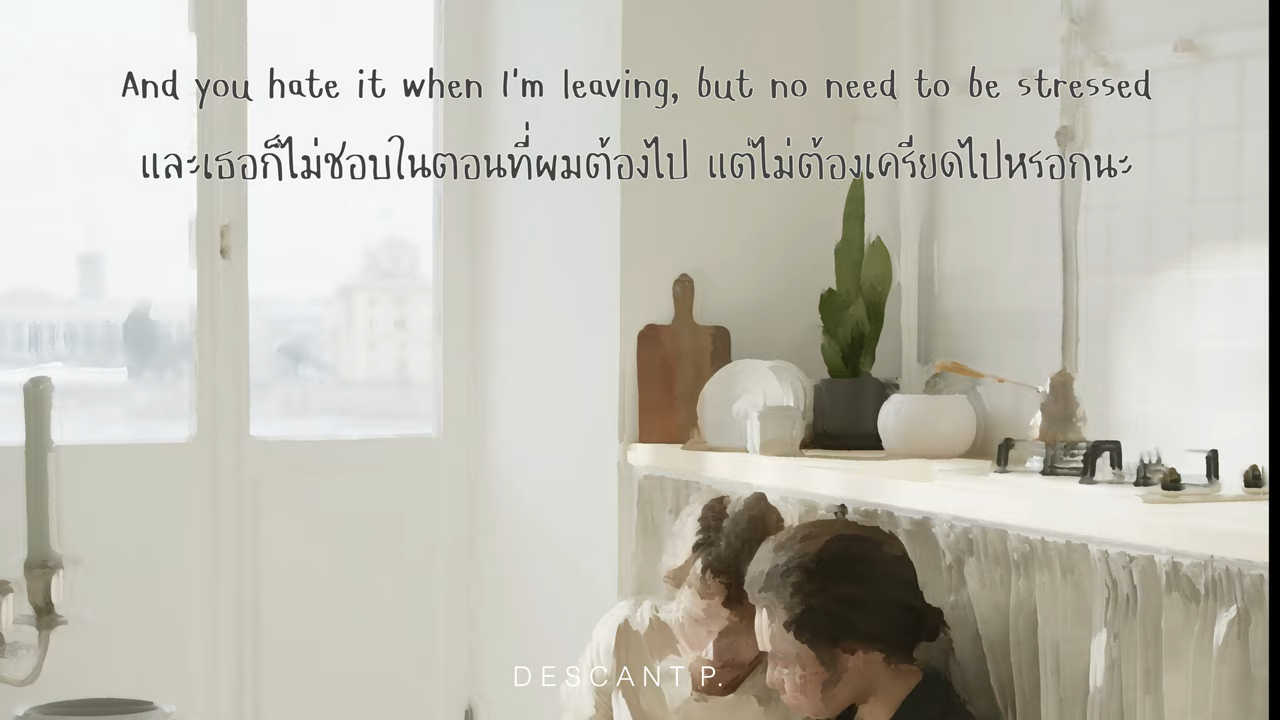 And you hate it when I'm leaving, but no need to be stressed
และเธอก็ไม่ชอบในตอนที่ผมต้องไป แต่ไม่ต้องเครียดไปหรอกนะ
DESCANT P.